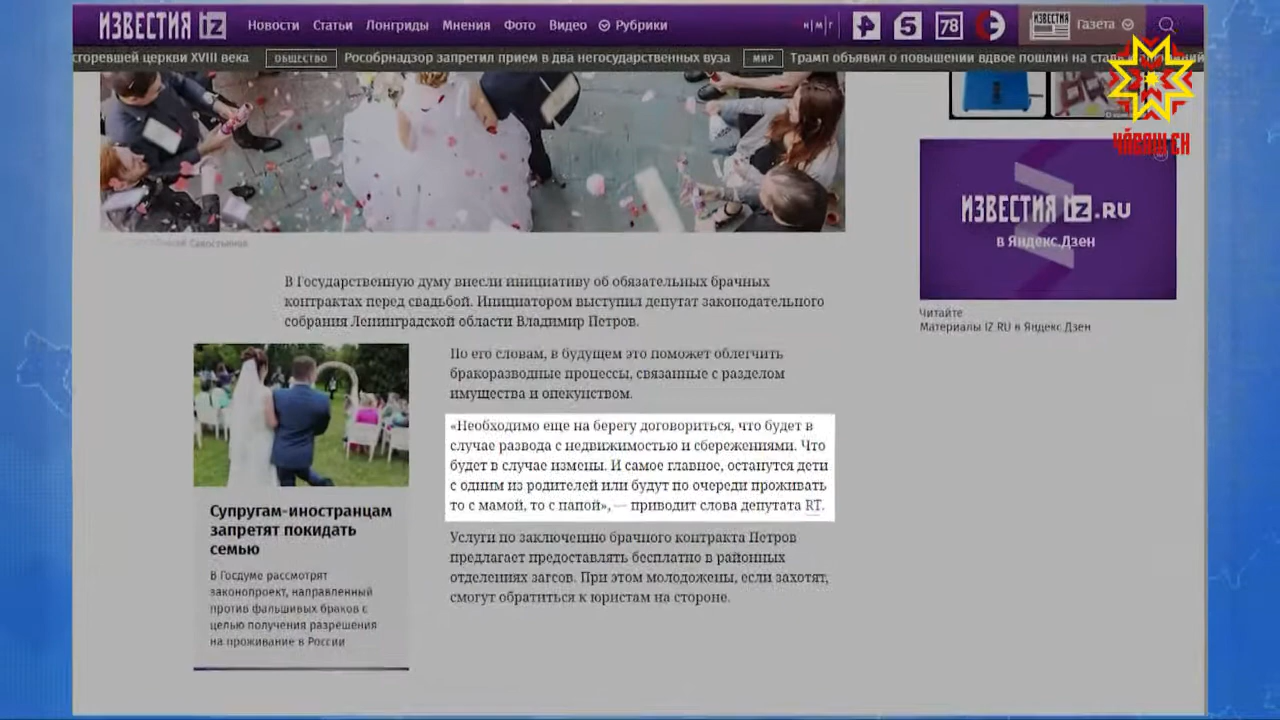 ИЗВЕСТИЯ iz
Новости Статьи Лонгриды Мнения Фото Видео Рубрики
н|м|г 5 78
ИЗВЕСТИЯ Газета
сгоревшей церкви XVIII века ОБЩЕСТВО Рособрнадзор запретил прием в два негосударственных вуза МИР Трамп объявил о повышении вдвое пошлин на
ЧӐВАШ ЕН
ИЗВЕСТИЯ iz.RU
в Яндекс.Дзен
Читайте
Материалы IZ.RU в Яндекс.Дзен
В Государственную думу внесли инициативу об обязательных брачных
контрактах перед свадьбой. Инициатором выступил депутат законодательного
собрания Ленинградской области Владимир Петров.
По его словам, в будущем это поможет облегчить
бракоразводные процессы, связанные с разделом
имущества и опекунством.
«Необходимо еще на берегу договориться, что будет в
случае развода с недвижимостью и сбережениями. Что
будет в случае измены. И самое главное, останутся дети
с одним из родителей или будут по очереди проживать
то с мамой, то с папой», — приводит слова депутата RT.
Услуги по заключению брачного контракта Петров
предлагает предоставлять бесплатно в районных
отделениях загсов. При этом молодожены, если захотят,
смогут обратиться к юристам на стороне.
Супругам-иностранцам
запретят покидать
семью
В Госдуме рассмотрят
законопроект, направленный
против фальшивых браков с
целью получения разрешения
на проживание в России